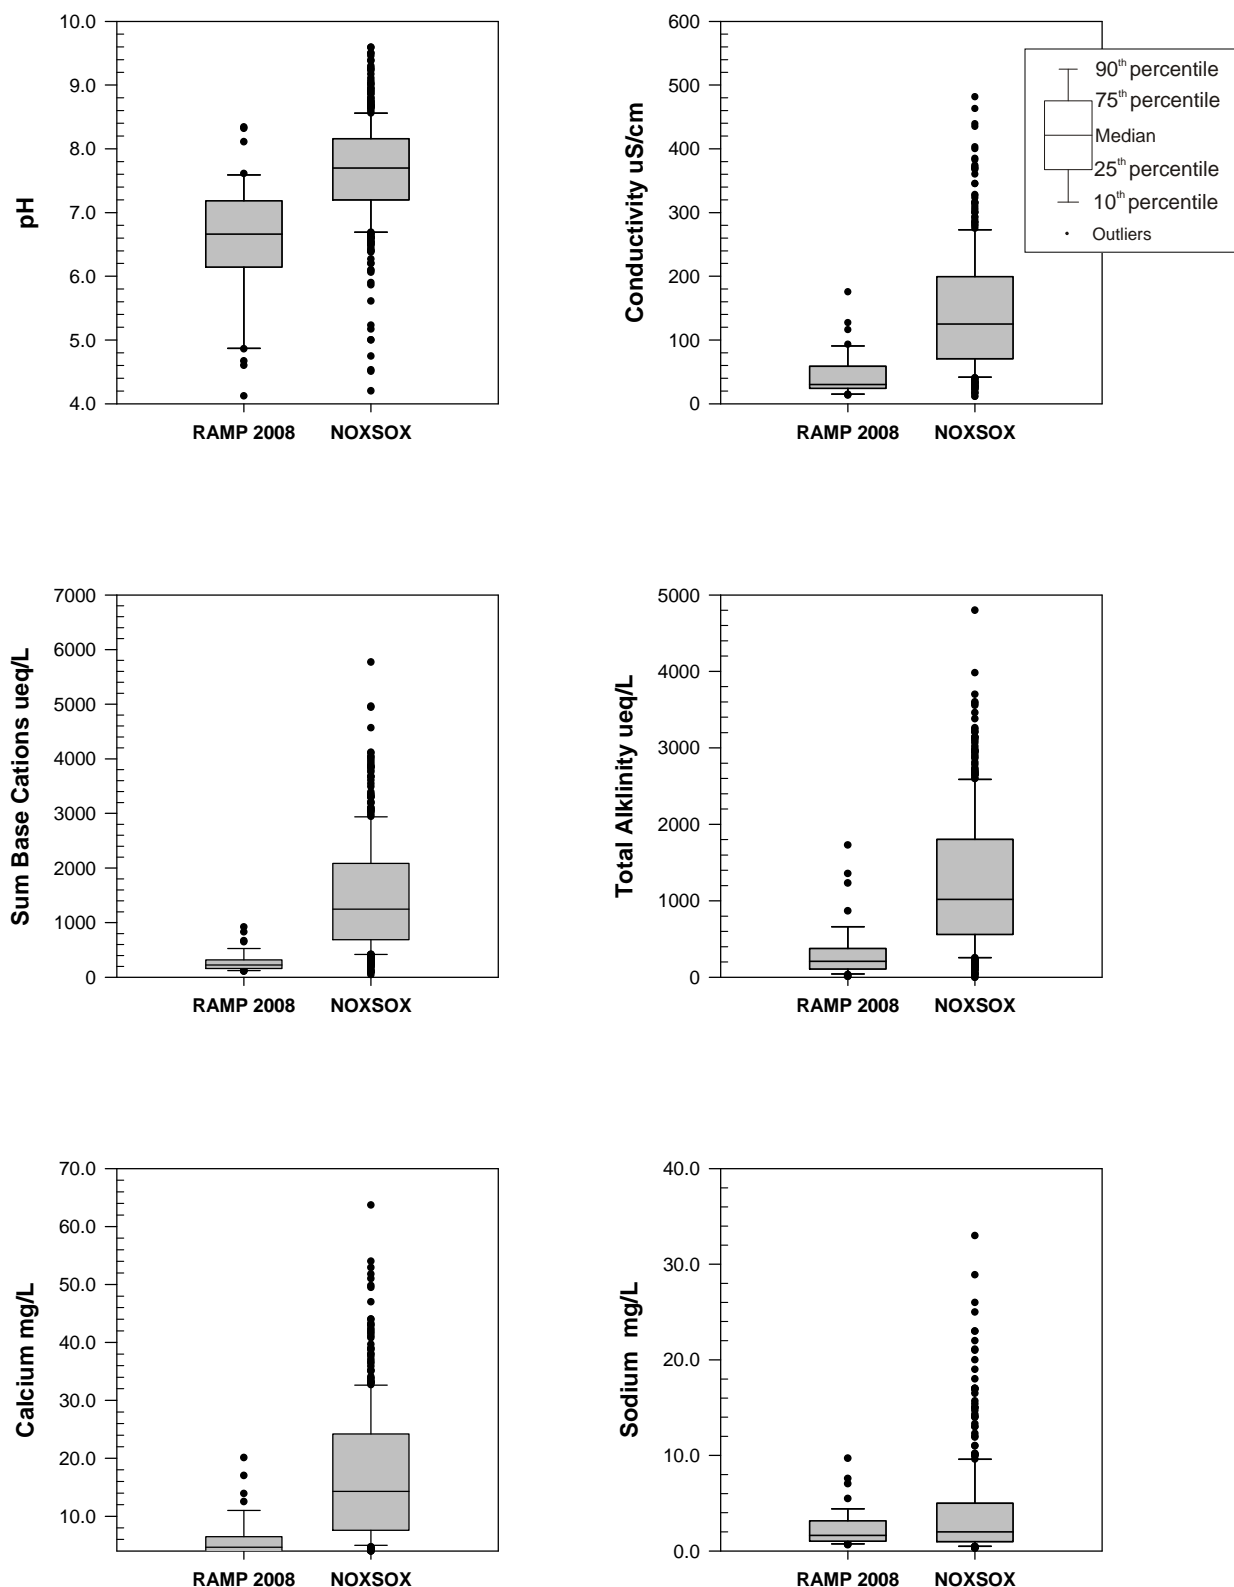 pH
10.0
9.0
8.0
7.0
6.0
5.0
4.0
RAMP 2008 NOXSOX
Conductivity uS/cm
600
500
400
300
200
100
0
RAMP 2008 NOXSOX
90th percentile
75th percentile
Median
25th percentile
10th percentile
Outliers
Sum Base Cations ueq/L
7000
6000
5000
4000
3000
2000
1000
0
RAMP 2008 NOXSOX
Total Alklinity ueq/L
5000
4000
3000
2000
1000
0
RAMP 2008 NOXSOX
Calcium mg/L
70.0
60.0
50.0
40.0
30.0
20.0
10.0
RAMP 2008 NOXSOX
Sodium mg/L
40.0
30.0
20.0
10.0
0.0
RAMP 2008 NOXSOX